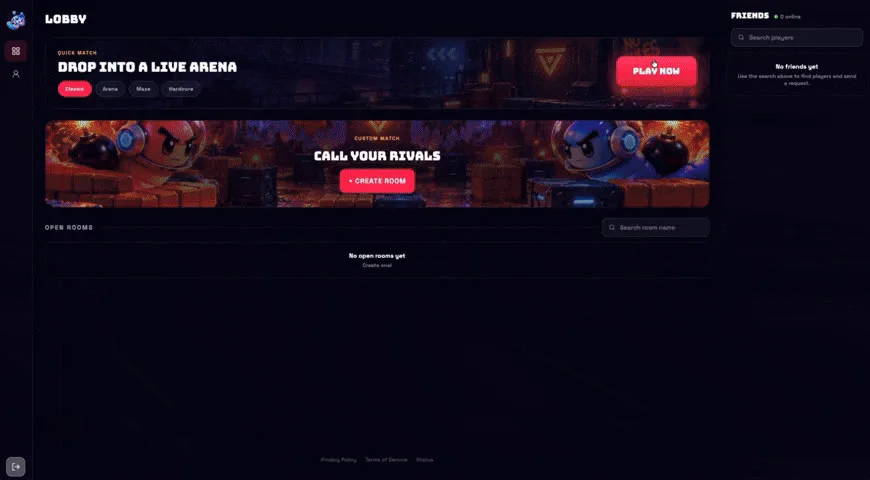 LOBBY
QUICK MATCH
DROP INTO A LIVE ARENA
Classic
Arena
Maze
Hardcore
PLAY NOW
CUSTOM MATCH
CALL YOUR RIVALS
+ CREATE ROOM
OPEN ROOMS
Search room name
No open rooms yet
Create one!
Privacy Policy
Terms of Service
Status
FRIENDS
0 online
Search players
No friends yet
Use the search above to find players and send
a request.